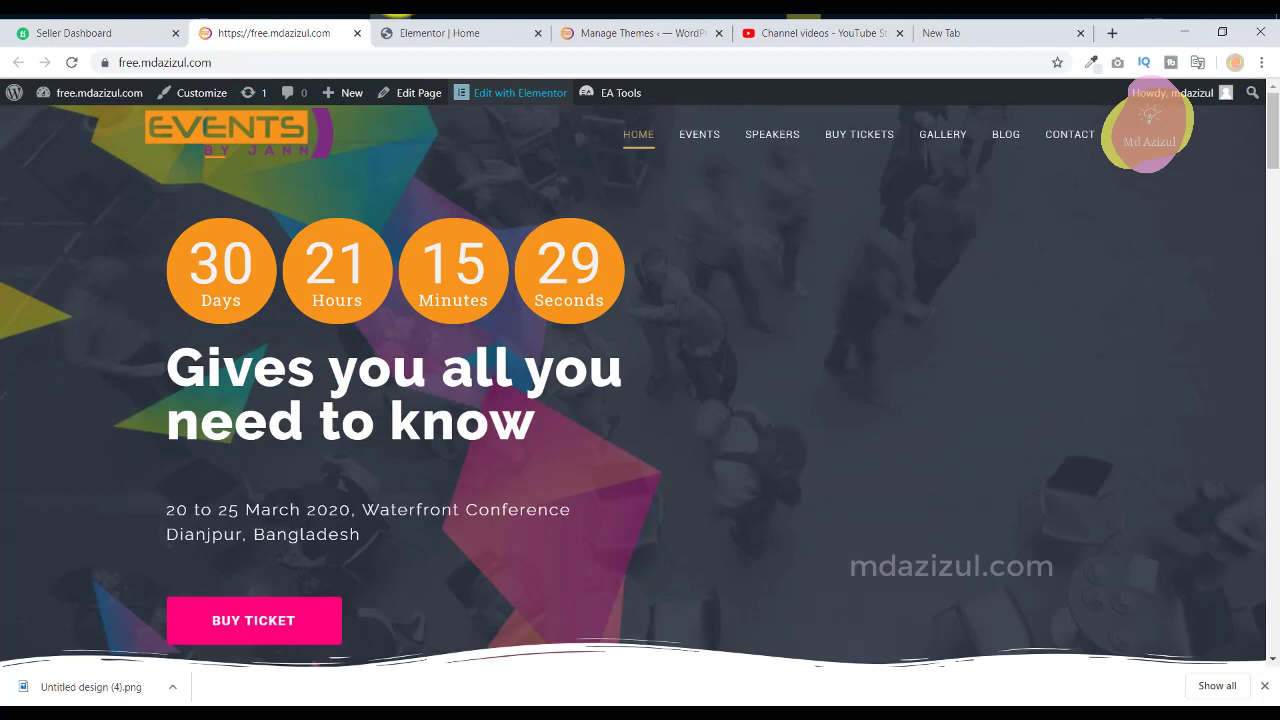 Seller Dashboard
https://free.mdazizul.com
Elementor | Home
Manage Themes ‹ — WordPr
Channel videos - YouTube St
New Tab
free.mdazizul.com
free.mdazizul.com
Customize
1
0
New
Edit Page
Edit with Elementor
EA Tools
Howdy, mdazizul
EVENTS
BY JANN
HOME
EVENTS
SPEAKERS
BUY TICKETS
GALLERY
BLOG
CONTACT
Md Azizul
30
21
15
29
Days
Hours
Minutes
Seconds
Gives you all you
need to know
20 to 25 March 2020, Waterfront Conference
Dianjpur, Bangladesh
mdazizul.com
BUY TICKET
Untitled design (4).png
Show all